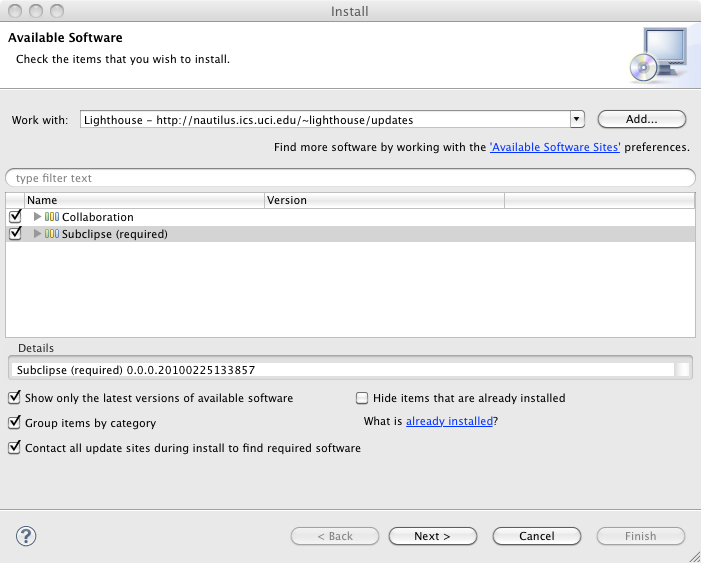 Install
Available Software
Check the items that you wish to install.
Work with: Lighthouse - http://nautilus.ics.uci.edu/~lighthouse/updates Add...
Find more software by working with the 'Available Software Sites' preferences.
type filter text
Name Version
Collaboration
Subclipse (required)
Details
Subclipse (required) 0.0.0.20100225133857
Show only the latest versions of available software Hide items that are already installed
Group items by category What is already installed?
Contact all update sites during install to find required software
? < Back Next > Cancel Finish